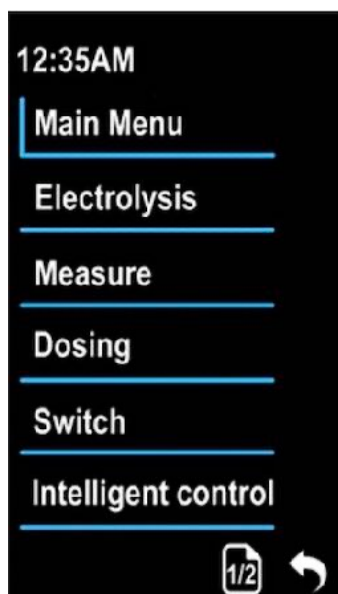 12:35AM
Main Menu
Electrolysis
Measure
Dosing
Switch
Intelligent control
1/2